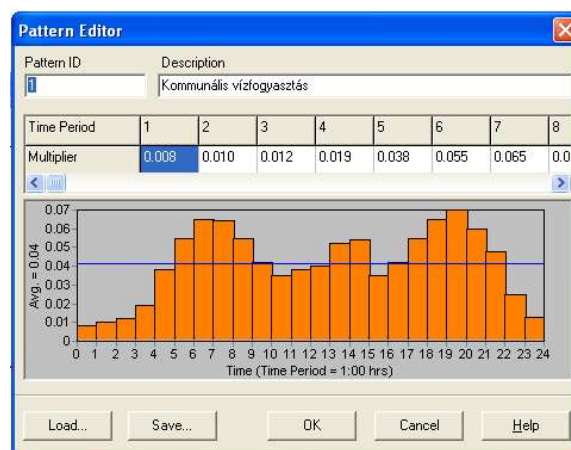 Pattern Editor
Pattern ID Description
1 Kommunális vízfogyasztás
Time Period 1 2 3 4 5 6 7 8
Multiplier 0.008 0.010 0.012 0.019 0.038 0.055 0.065 0.0
0.07
0.06
0.05
0.04
0.03
0.02
0.01
0
Avg. = 0.04
0 1 2 3 4 5 6 7 8 9 10 11 12 13 14 15 16 17 18 19 20 21 22 23 24
Time (Time Period = 1:00 hrs)
Load... Save... OK Cancel Help